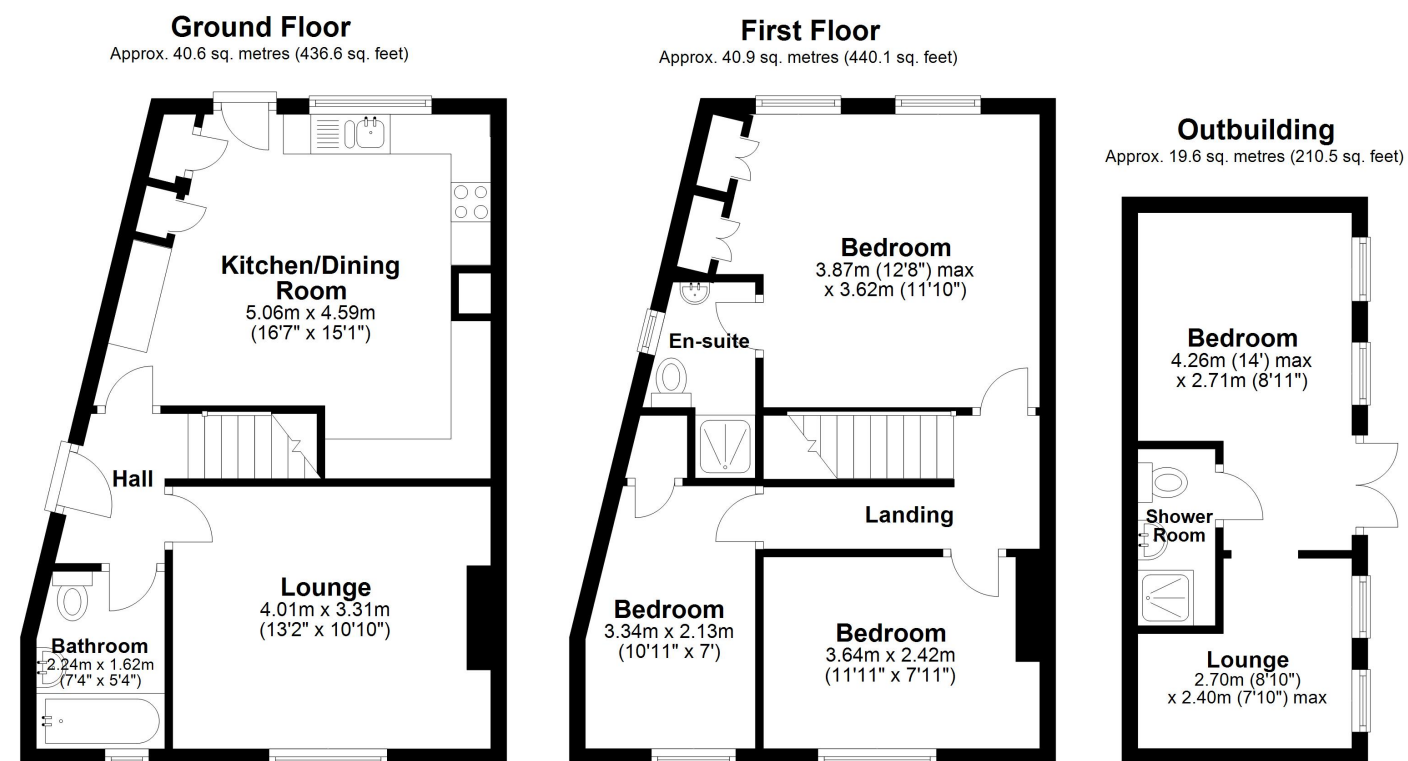 Ground Floor
Approx. 40.6 sq. metres (436.6 sq. feet)
Kitchen/Dining
Room
5.06m x 4.59m
(16'7" x 15'1")
Hall
Lounge
4.01m x 3.31m
(13'2" x 10'10")
Bathroom
2.24m x 1.62m
(7'4" x 5'4")
First Floor
Approx. 40.9 sq. metres (440.1 sq. feet)
Bedroom
3.87m (12'8") max
x 3.62m (11'10")
En-suite
Landing
Bedroom
3.34m x 2.13m
(10'11" x 7')
Bedroom
3.64m x 2.42m
(11'11" x 7'11")
Outbuilding
Approx. 19.6 sq. metres (210.5 sq. feet)
Bedroom
4.26m (14') max
x 2.71m (8'11")
Shower
Room
Lounge
2.70m (8'10")
x 2.40m (7'10") max